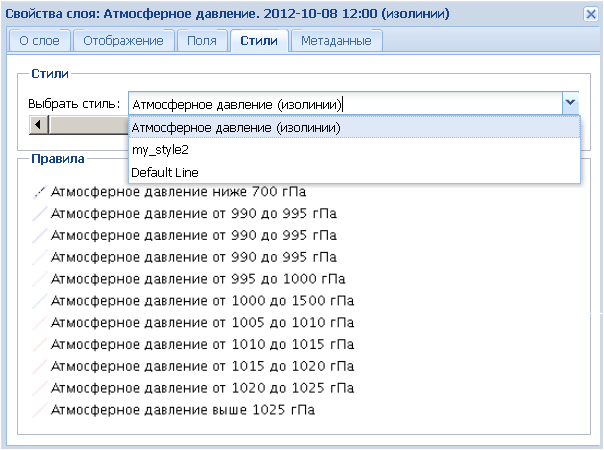 Свойства слоя: Атмосферное давление. 2012-10-08 12:00 (изолинии)
О слое Отображение Поля Стили Метаданные
Стили
Выбрать стиль: Атмосферное давление (изолинии)
Атмосферное давление (изолинии)
my_style2
Default Line
Правила
Атмосферное давление ниже 700 гПа
Атмосферное давление от 990 до 995 гПа
Атмосферное давление от 990 до 995 гПа
Атмосферное давление от 990 до 995 гПа
Атмосферное давление от 995 до 1000 гПа
Атмосферное давление от 1000 до 1500 гПа
Атмосферное давление от 1005 до 1010 гПа
Атмосферное давление от 1010 до 1015 гПа
Атмосферное давление от 1015 до 1020 гПа
Атмосферное давление от 1020 до 1025 гПа
Атмосферное давление выше 1025 гПа